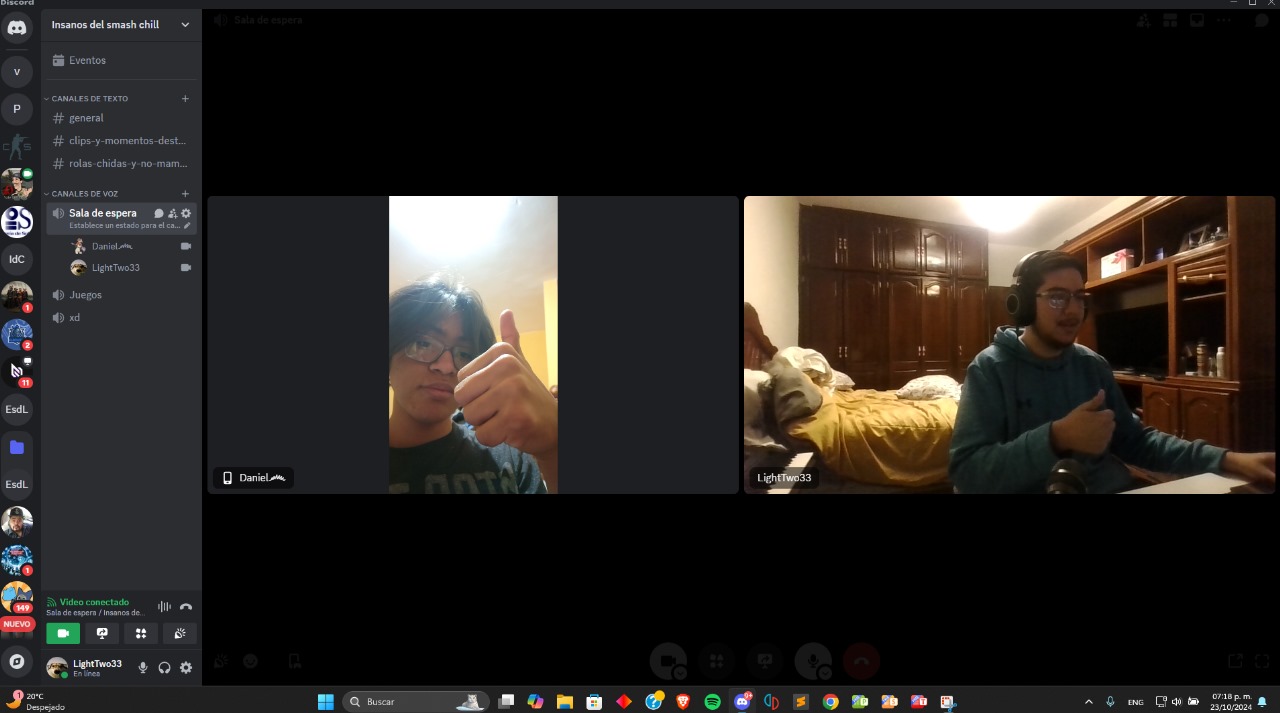 Discord
Insanos del smash chill
Sala de espera
Eventos
V
CANALES DE TEXTO
P
general
clips-y-momentos-dest...
rolas-chidas-y-no-mam...
CANALES DE VOZ
Sala de espera
Establece un estado para el ca...
Daniel
IdC
LightTwo33
Juegos
1
xd
2
11
EsdL
EsdL
Daniel
LightTwo33
1
149
Video conectado
Sala de espera / Insanos de...
NUEVO
LightTwo33
En línea
1
20°C
Despejado
Buscar
ENG
07:18 p. m.
23/10/2024